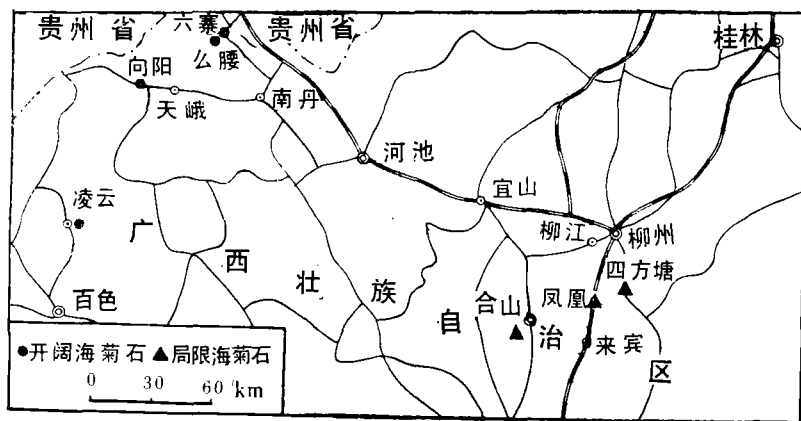 贵州省
六寨
贵州省
桂林
么腰
向阳
天峨
南丹
河池
凌云
宜山
广
西
壮
族
自
治
区
柳江
柳州
四方塘
凤凰
合山
来宾
百色
●开阔海菊石 ▲局限海菊石
0 30 60 km